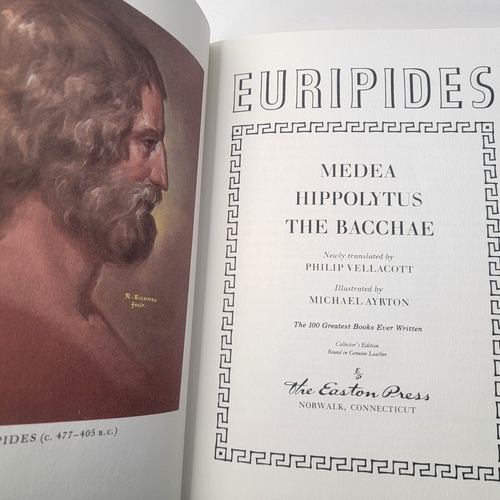 PIDES (c. 477–405 B.C.)
EURIPIDES
MEDEA
HIPPOLYTUS
THE BACCHAE
Newly translated by
PHILIP VELLACOTT
Illustrated by
MICHAEL AYRTON
The 100 Greatest Books Ever Written
Collector's Edition
Bound in Genuine Leather
The Easton Press
NORWALK, CONNECTICUT